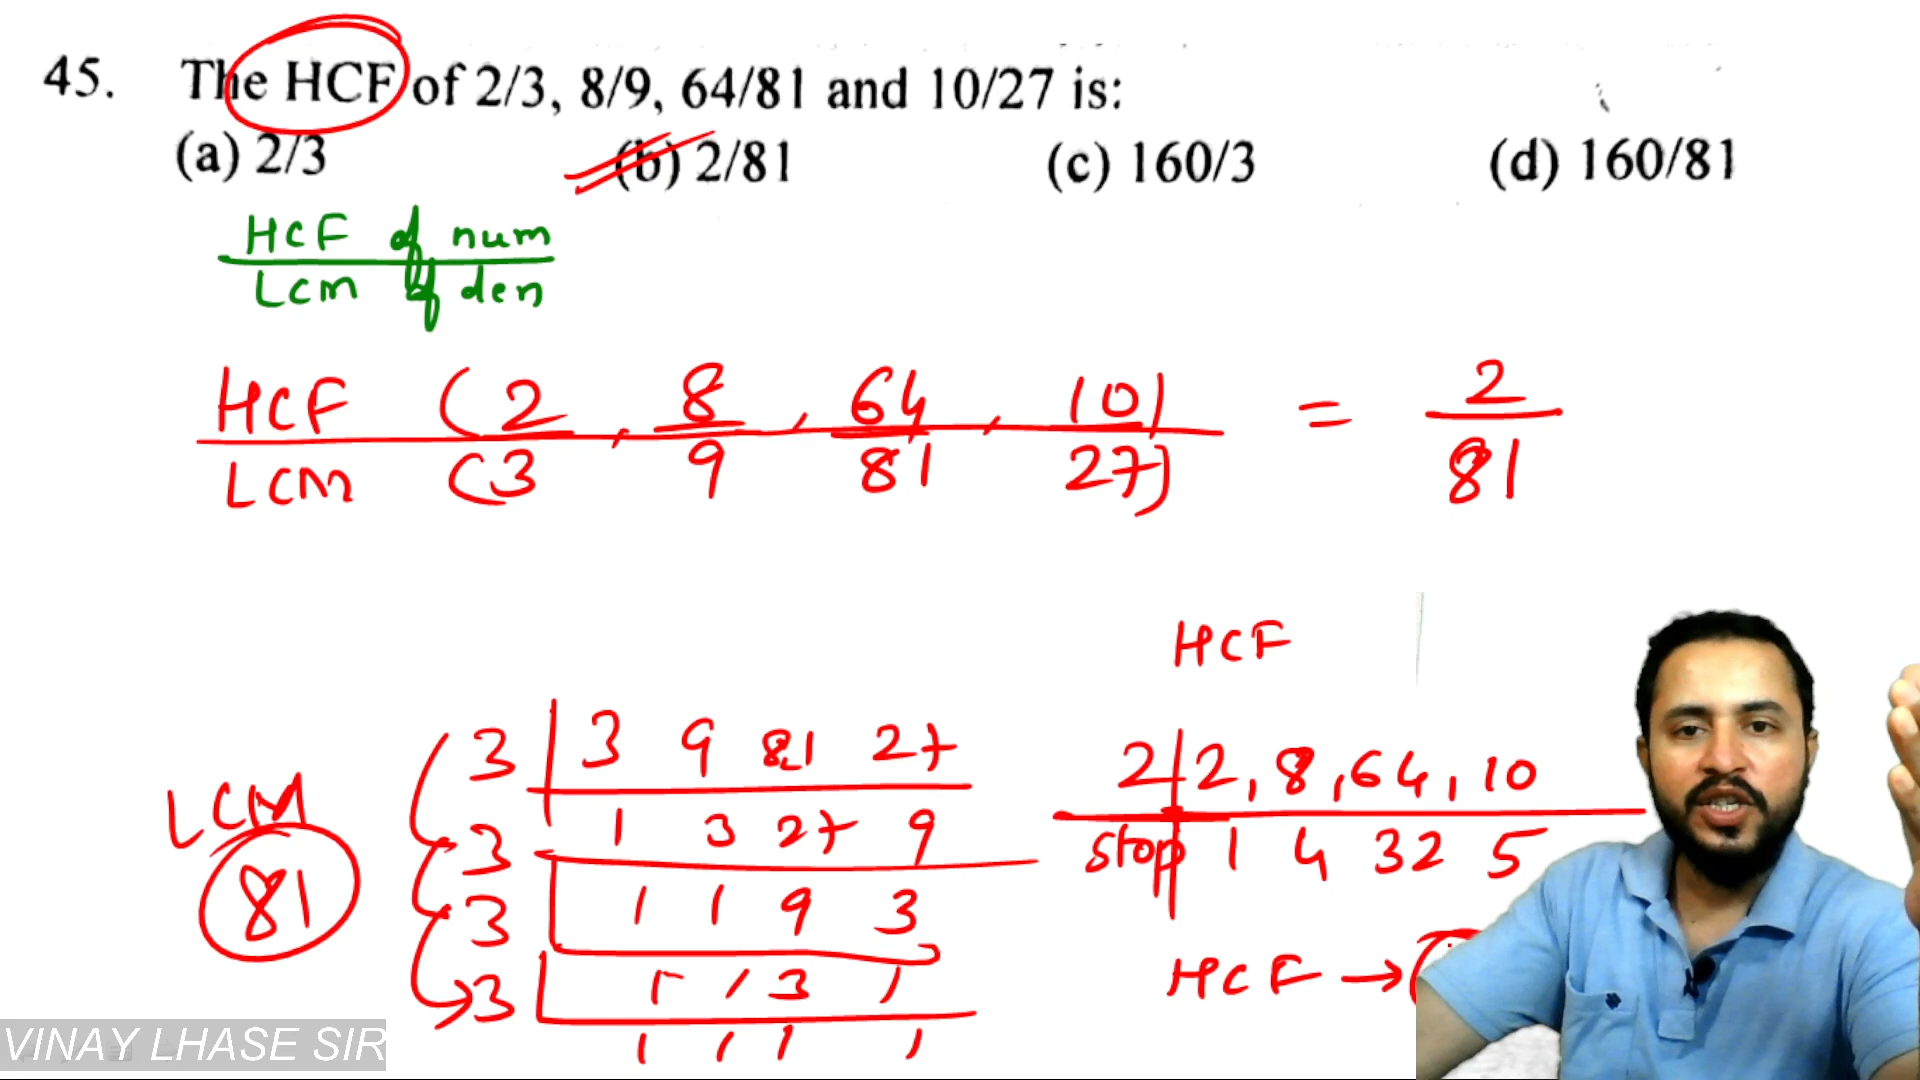 45. The HCF of 2/3, 8/9, 64/81 and 10/27 is:
(a) 2/3 (b) 2/81 (c) 160/3 (d) 160/81
HCF of num
LCM of den
HCF (2 8 64 10) = 2
LCM (3 , 9 , 81 , 27) 81
HCF
3 3 9 81 27
2 2, 8, 64, 10
LCM
81
3 1 3 27 9
stop 1 4 32 5
3 1 1 9 3
HCF →
3 1 1 3 1
1 1 1 1
VINAY LHASE SIR